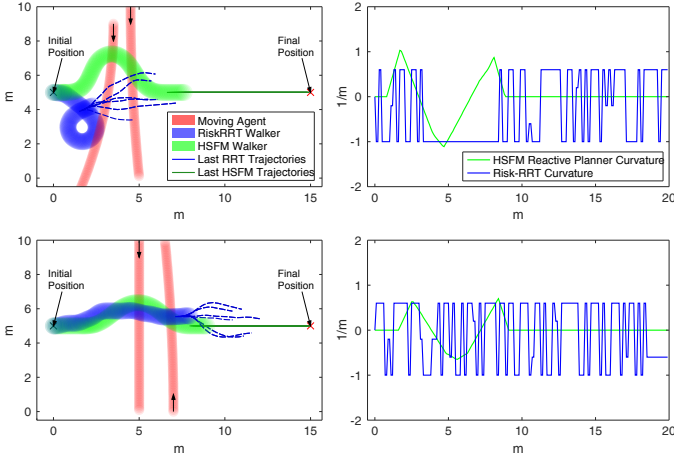 10
8
6
4
2
0
m
Initial
Position
Final
Position
Moving Agent
RiskRRT Walker
HSFM Walker
Last RRT Trajectories
Last HSFM Trajectories
0 5 10 15
m
2
1
0
-1
-2
1/m
HSFM Reactive Planner Curvature
Risk-RRT Curvature
0 5 10 15 20
m
10
8
6
4
2
0
m
Initial
Position
Final
Position
0 5 10 15
m
2
1
0
-1
-2
1/m
0 5 10 15 20
m